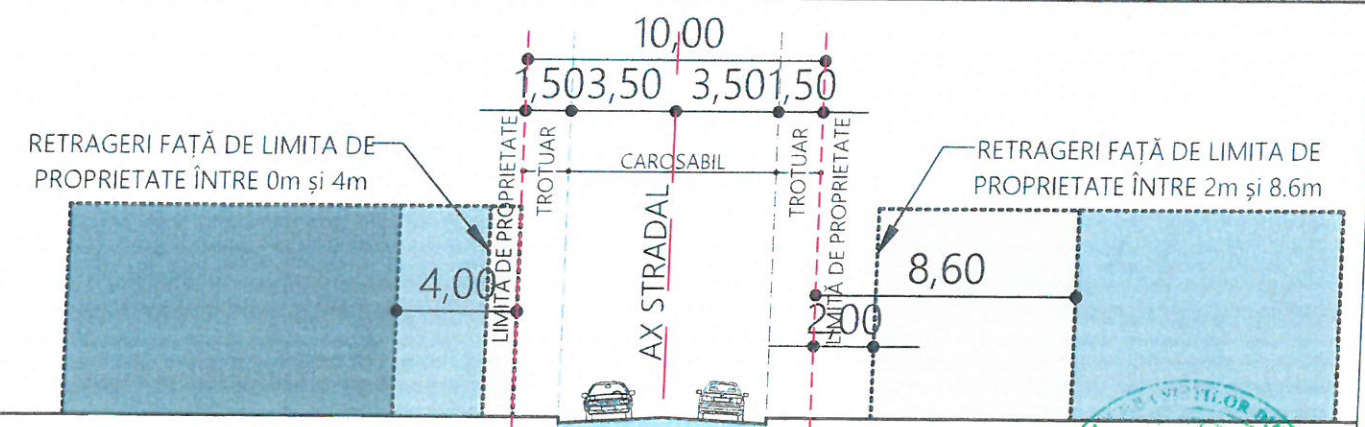 10,00
1,50 3,50 3,50 1,50
RETRAGERI FAȚĂ DE LIMITA DE
PROPRIETATE ÎNTRE 0m și 4m
LIMITĂ DE PROPRIETATE
TROTUAR
CAROSABIL
AX STRADAL
TROTUAR
LIMITĂ DE PROPRIETATE
RETRAGERI FAȚĂ DE LIMITA DE
PROPRIETATE ÎNTRE 2m și 8.6m
4,00
8,60
2,00